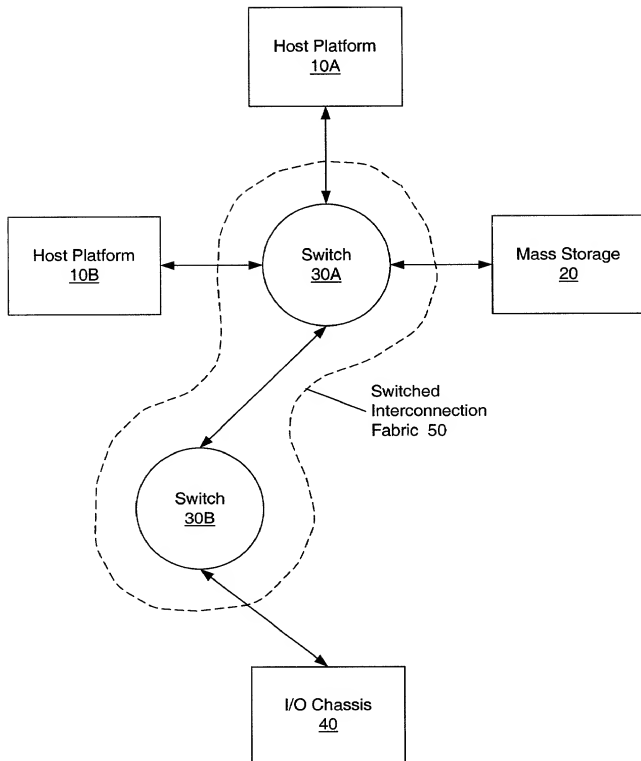 Host Platform
10A
Host Platform
10B
Switch
30A
Mass Storage
20
Switched
Interconnection
Fabric 50
Switch
30B
I/O Chassis
40